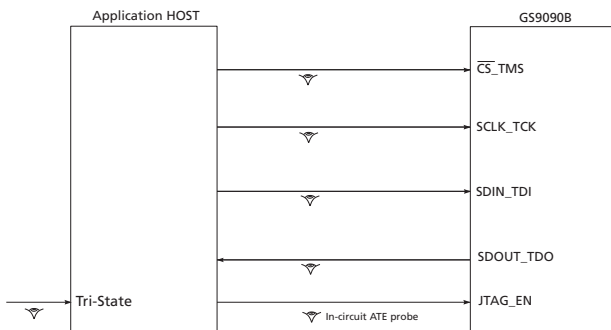 Application HOST
GS9090B
CS_TMS
SCLK_TCK
SDIN_TDI
SDOUT_TDO
Tri-State
JTAG_EN
In-circuit ATE probe